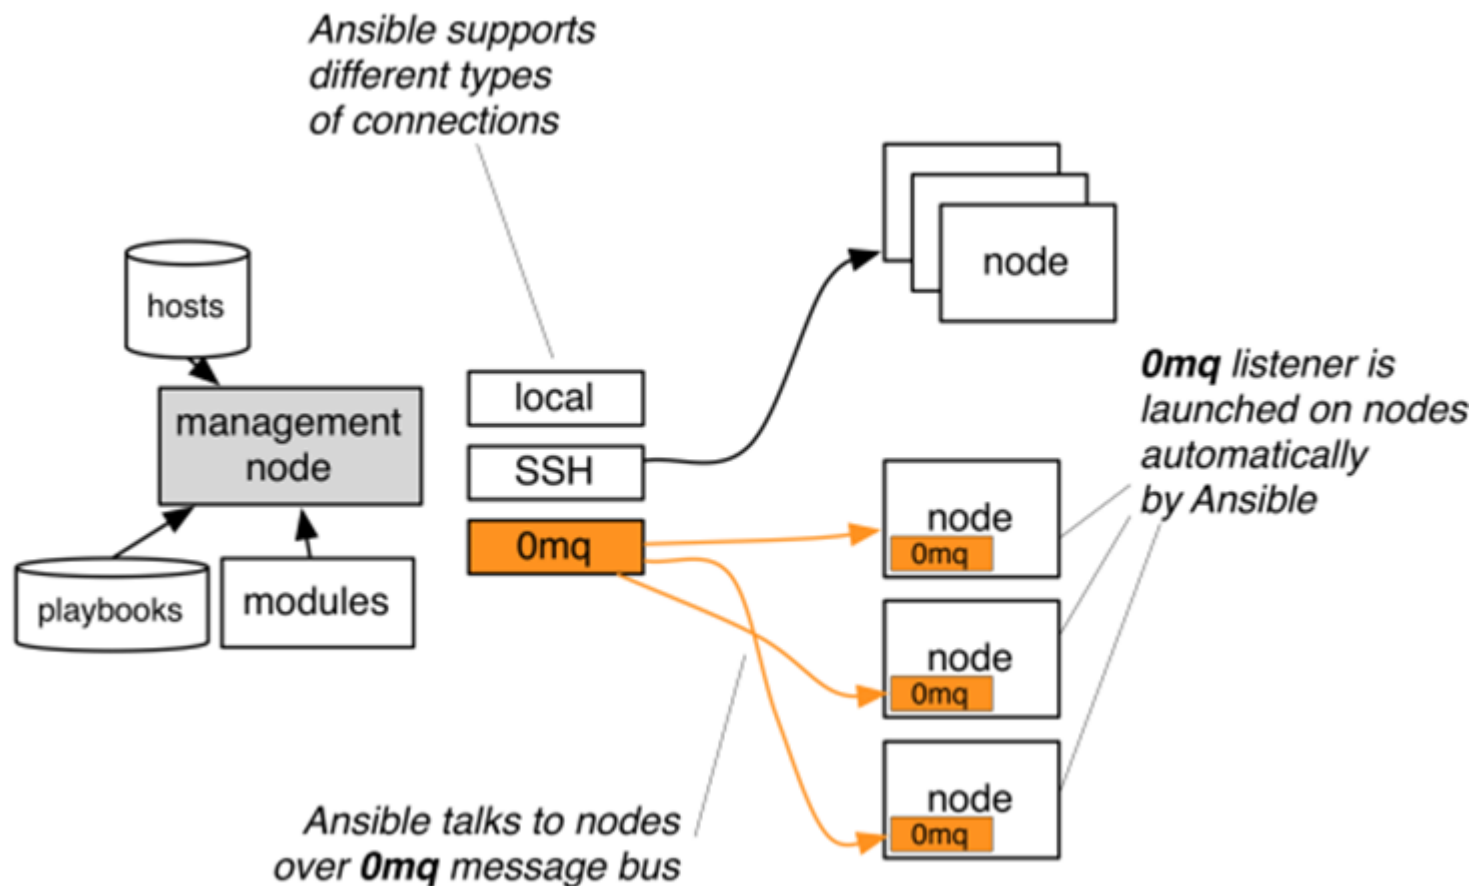 Ansible supports
different types
of connections
hosts
management
node
playbooks
modules
local
SSH
0mq
node
0mq listener is
launched on nodes
automatically
by Ansible
node
0mq
node
0mq
node
0mq
Ansible talks to nodes
over 0mq message bus